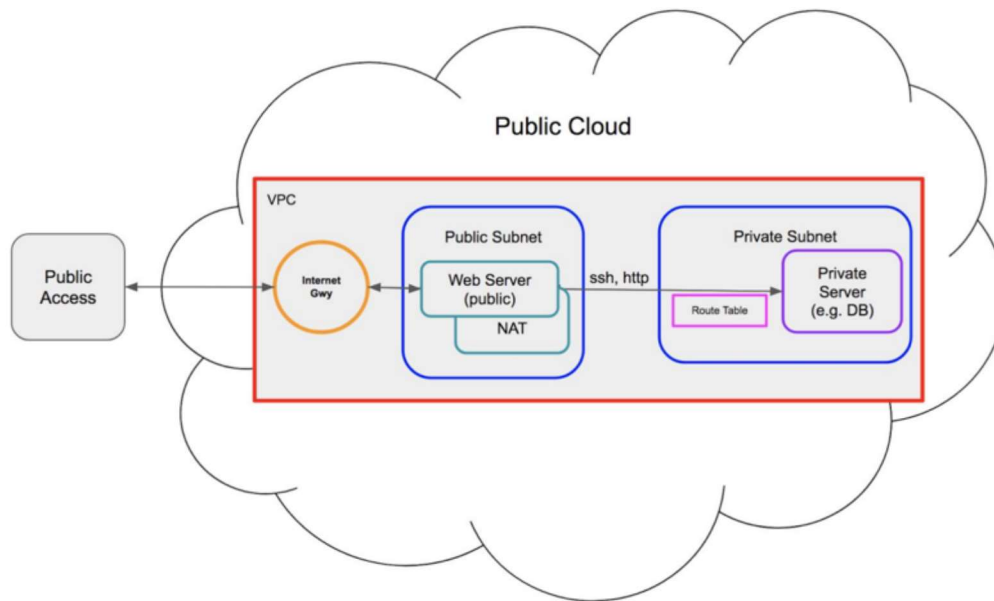 Public Cloud
VPC
Public Subnet
Private Subnet
Public
Access
Internet
Gwy
Web Server
(public)
NAT
ssh, http
Route Table
Private
Server
(e.g. DB)